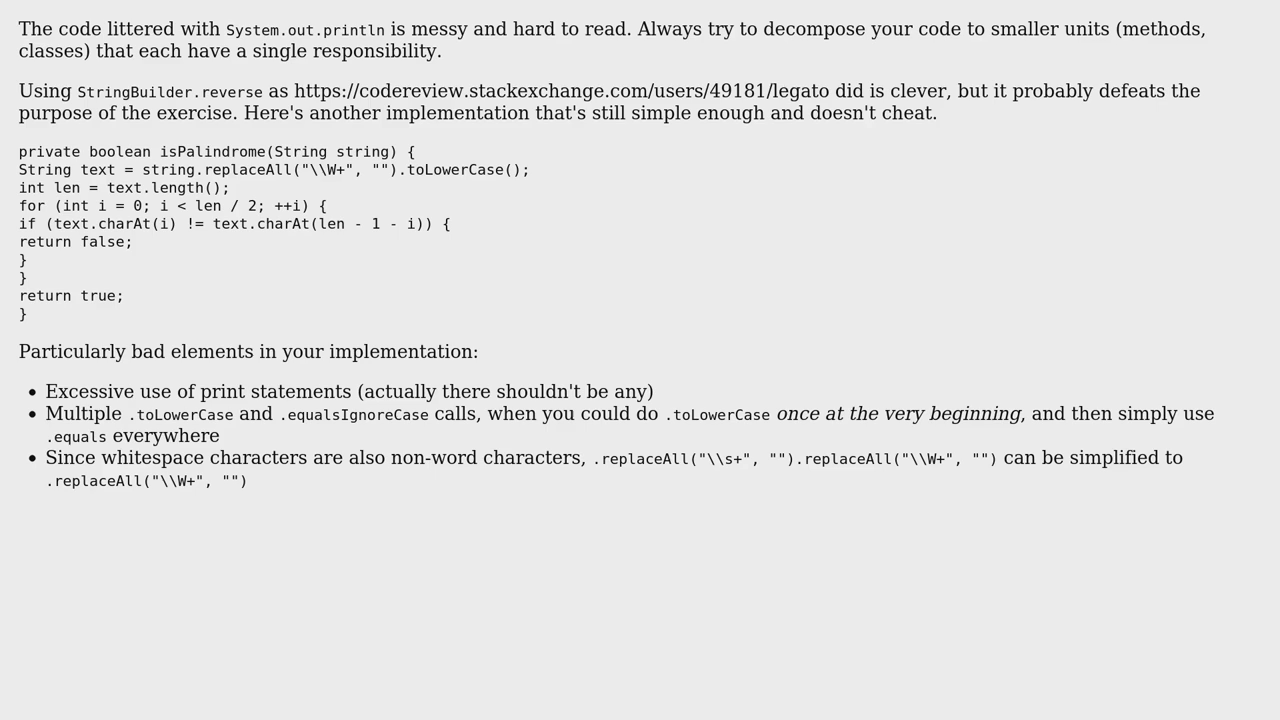 The code littered with System.out.println is messy and hard to read. Always try to decompose your code to smaller units (methods,
classes) that each have a single responsibility.
Using StringBuilder.reverse as https://codereview.stackexchange.com/users/49181/legato did is clever, but it probably defeats the
purpose of the exercise. Here's another implementation that's still simple enough and doesn't cheat.
private boolean isPalindrome(String string) {
String text = string.replaceAll("\\W+", "").toLowerCase();
int len = text.length();
for (int i = 0; i < len / 2; ++i) {
if (text.charAt(i) != text.charAt(len - 1 - i)) {
return false;
}
}
return true;
}
Particularly bad elements in your implementation:
• Excessive use of print statements (actually there shouldn't be any)
• Multiple .toLowerCase and .equalsIgnoreCase calls, when you could do .toLowerCase once at the very beginning, and then simply use
.equals everywhere
• Since whitespace characters are also non-word characters, .replaceAll("\\s+", "").replaceAll("\\W+", "") can be simplified to
.replaceAll("\\W+", "")